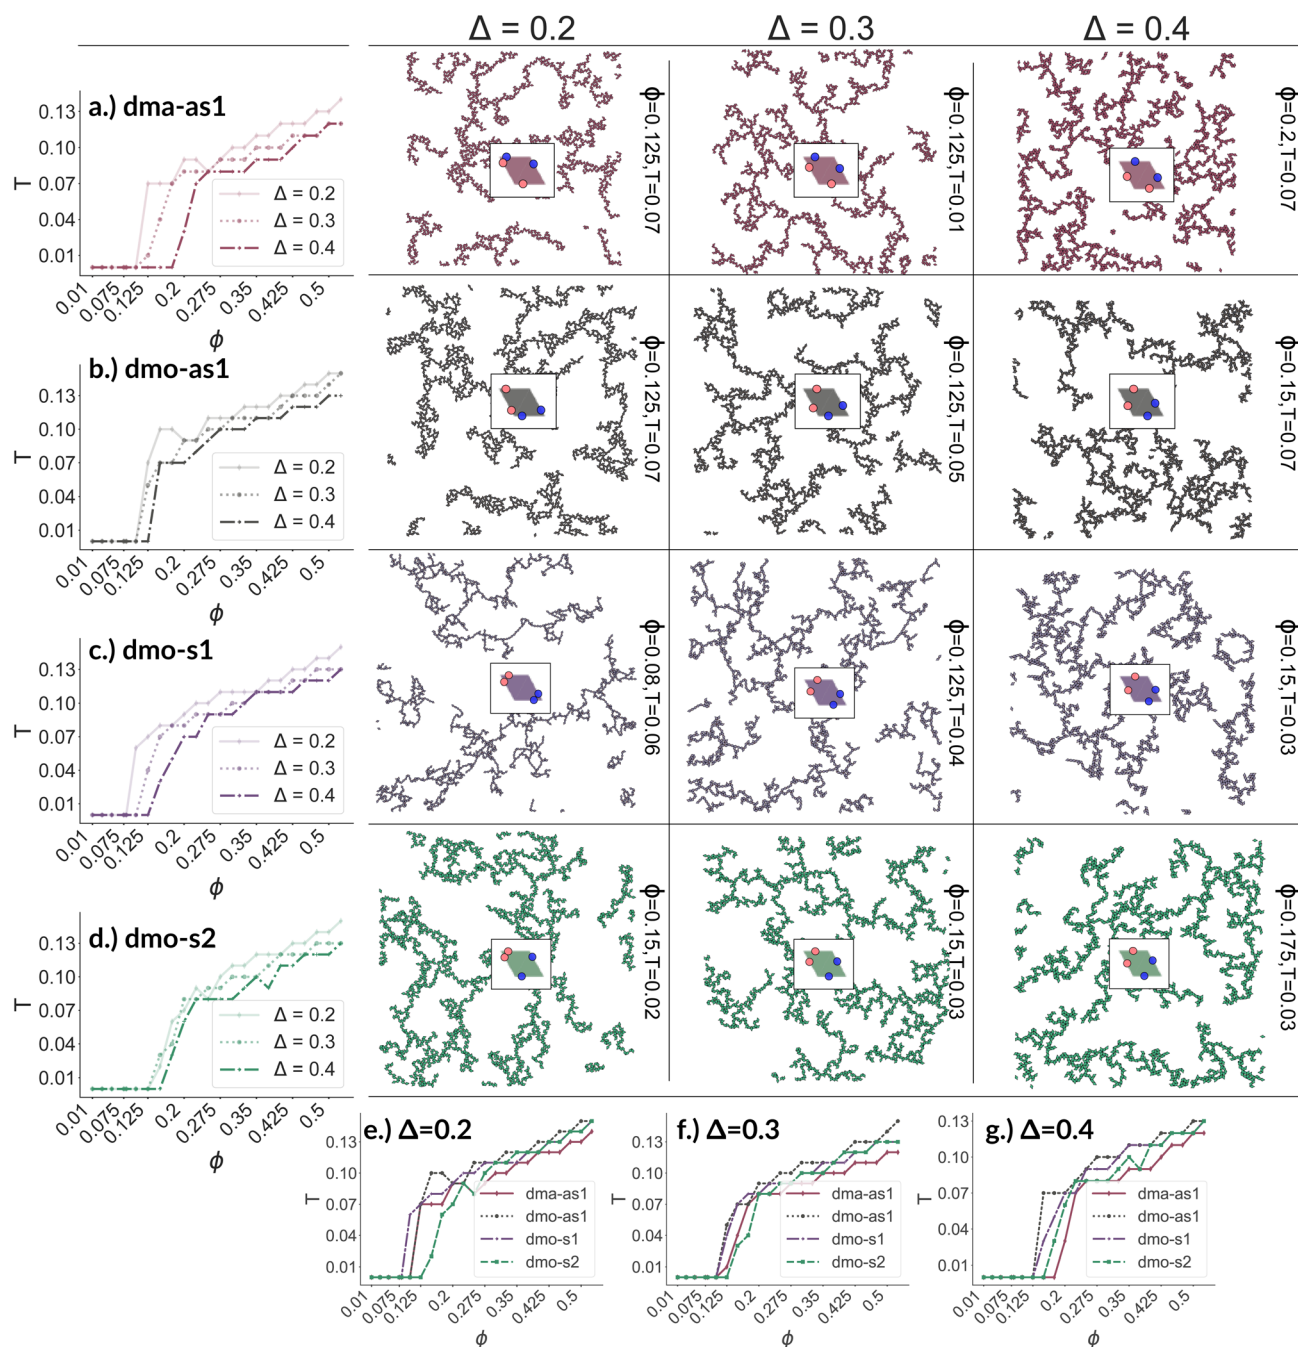 Δ = 0.2
Δ = 0.3
Δ = 0.4
a.) dma-as1
T
0.13
0.10
0.07
0.04
0.01
Δ = 0.2
Δ = 0.3
Δ = 0.4
0.01
0.075
0.125
0.2
0.275
0.35
0.425
0.5
ϕ
ϕ=0.125,T=0.07
ϕ=0.125,T=0.01
ϕ=0.2,T=0.07
b.) dmo-as1
T
0.13
0.10
0.07
0.04
0.01
Δ = 0.2
Δ = 0.3
Δ = 0.4
0.01
0.075
0.125
0.2
0.275
0.35
0.425
0.5
ϕ
ϕ=0.125,T=0.07
ϕ=0.125,T=0.05
ϕ=0.15,T=0.07
c.) dmo-s1
T
0.13
0.10
0.07
0.04
0.01
Δ = 0.2
Δ = 0.3
Δ = 0.4
0.01
0.075
0.125
0.2
0.275
0.35
0.425
0.5
ϕ
ϕ=0.08,T=0.06
ϕ=0.125,T=0.04
ϕ=0.15,T=0.03
d.) dmo-s2
T
0.13
0.10
0.07
0.04
0.01
Δ = 0.2
Δ = 0.3
Δ = 0.4
0.01
0.075
0.125
0.2
0.275
0.35
0.425
0.5
ϕ
ϕ=0.15,T=0.02
ϕ=0.15,T=0.03
ϕ=0.175,T=0.03
e.) Δ=0.2
T
0.13
0.10
0.07
0.04
0.01
dma-as1
dmo-as1
dmo-s1
dmo-s2
0.01
0.075
0.125
0.2
0.275
0.35
0.425
0.5
ϕ
f.) Δ=0.3
T
0.13
0.10
0.07
0.04
0.01
dma-as1
dmo-as1
dmo-s1
dmo-s2
0.01
0.075
0.125
0.2
0.275
0.35
0.425
0.5
ϕ
g.) Δ=0.4
T
0.13
0.10
0.07
0.04
0.01
dma-as1
dmo-as1
dmo-s1
dmo-s2
0.01
0.075
0.125
0.2
0.275
0.35
0.425
0.5
ϕ